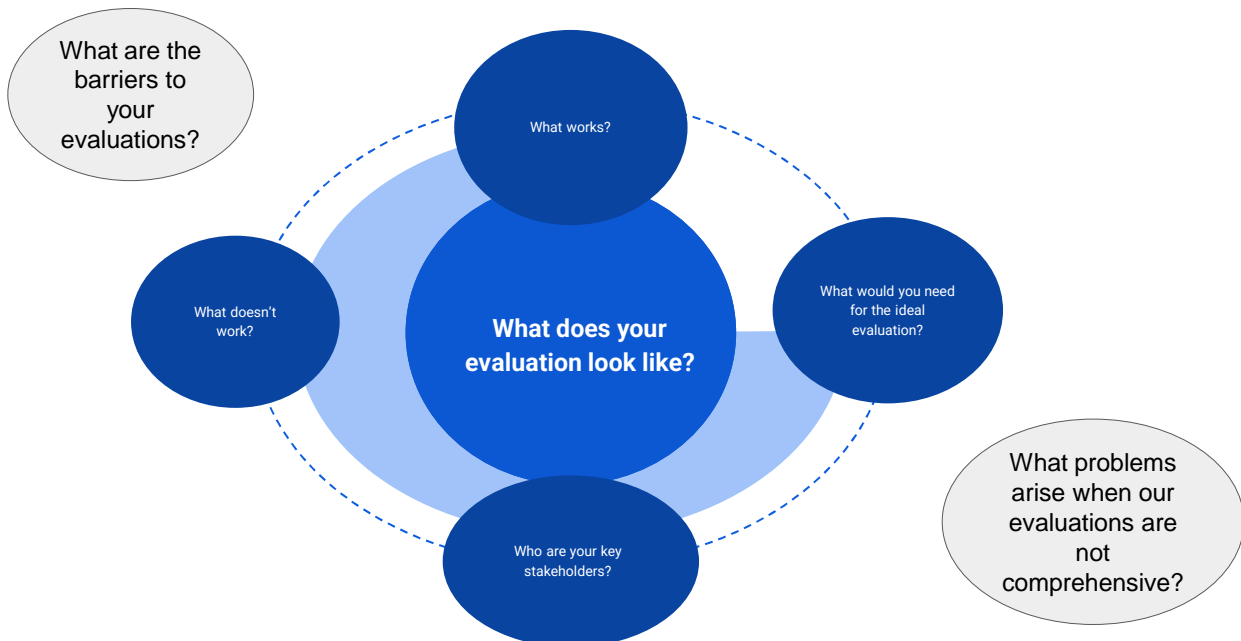 What are the
barriers to
your
evaluations?
What works?
What doesn't
work?
What does your
evaluation look like?
What would you need
for the ideal
evaluation?
Who are your key
stakeholders?
What problems
arise when our
evaluations are
not
comprehensive?